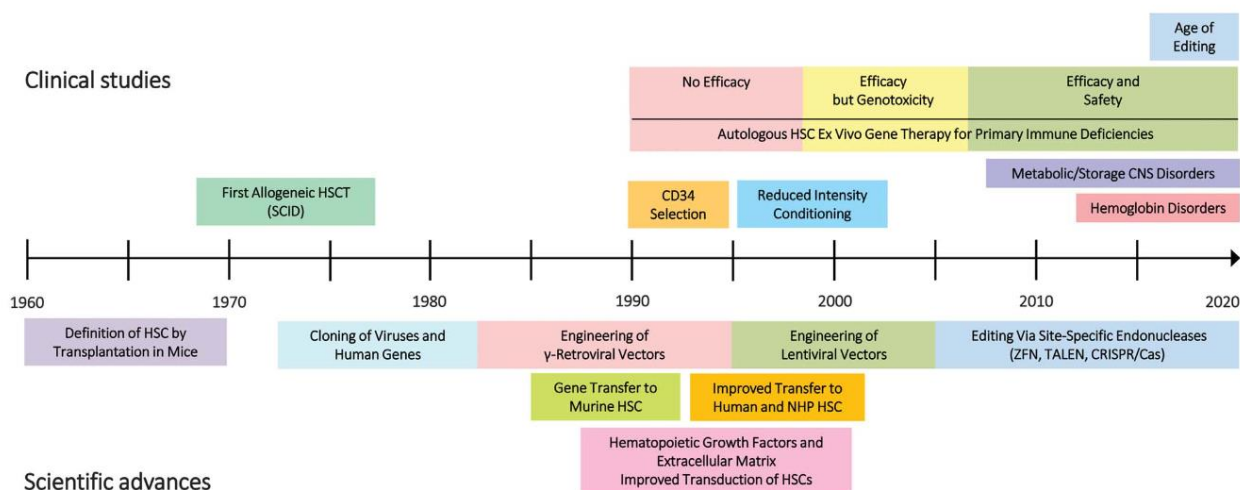 Age of
Editing
Clinical studies
No Efficacy
Efficacy
but Genotoxicity
Efficacy and
Safety
Autologous HSC Ex Vivo Gene Therapy for Primary Immune Deficiencies
Metabolic/Storage CNS Disorders
First Allogeneic HSCT
(SCID)
CD34
Selection
Reduced Intensity
Conditioning
Hemoglobin Disorders
1960
1970
1980
1990
2000
2010
2020
Definition of HSC by
Transplantation in Mice
Cloning of Viruses and
Human Genes
Engineering of
γ-Retroviral Vectors
Engineering of
Lentiviral Vectors
Editing Via Site-Specific Endonucleases
(ZFN, TALEN, CRISPR/Cas)
Gene Transfer to
Murine HSC
Improved Transfer to
Human and NHP HSC
Hematopoietic Growth Factors and
Extracellular Matrix
Improved Transduction of HSCs
Scientific advances